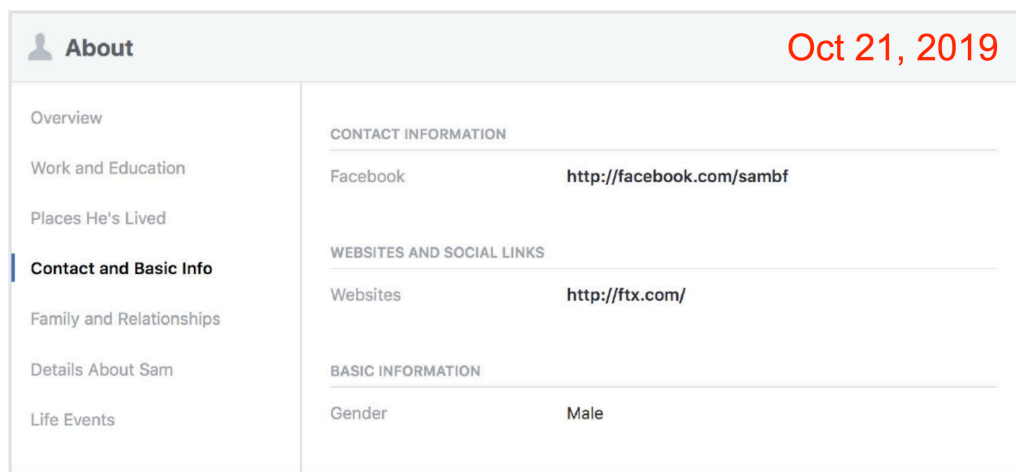 About
Oct 21, 2019
Overview
Work and Education
Places He's Lived
Contact and Basic Info
Family and Relationships
Details About Sam
Life Events
CONTACT INFORMATION
Facebook http://facebook.com/sambf
WEBSITES AND SOCIAL LINKS
Websites http://ftx.com/
BASIC INFORMATION
Gender Male